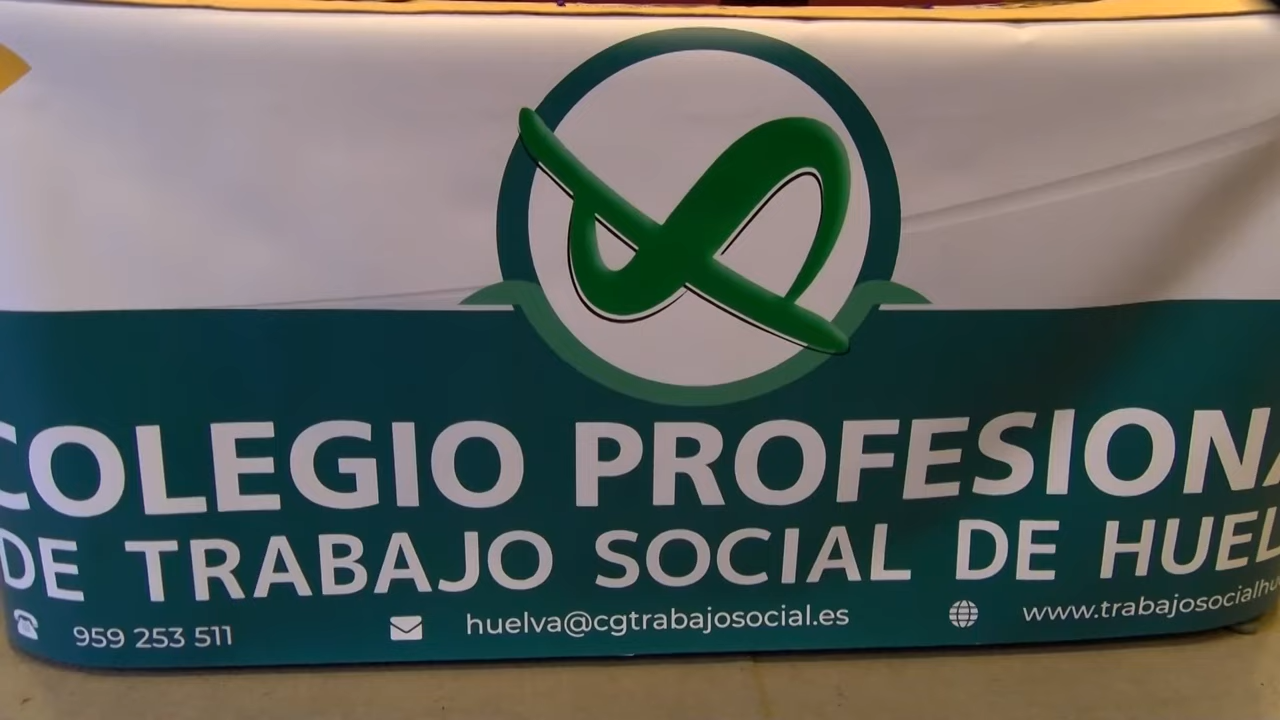 COLEGIO PROFESIONA
DE TRABAJO SOCIAL DE HUEL
959 253 511 huelva@cgtrabajosocial.es www.trabajosocialhu